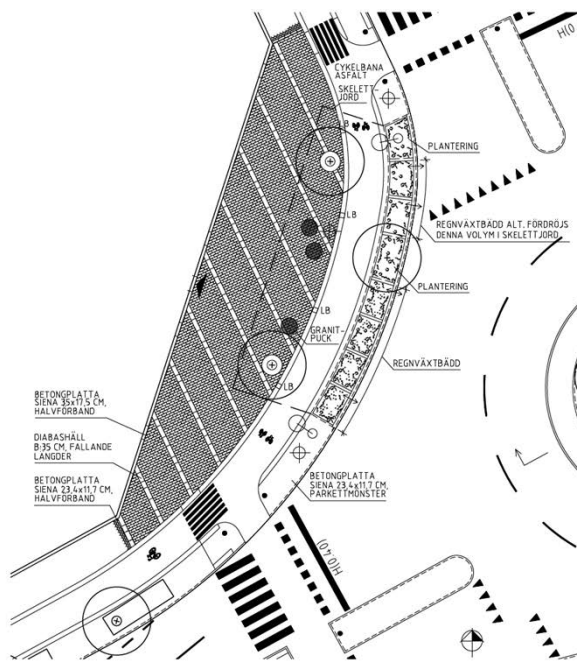 H(0
CYKELBANA
ASFALT
SKELETT-
JORD
LB
PLANTERING
LB
REGNVÄXTBÄDD ALT. FÖRDRÖJS
DENNA VOLYM I SKELETTJORD
PLANTERING
LB
GRANIT-
PUCK
REGNVÄXTBÄDD
LB
BETONGPLATTA
SIENA 35x17,5 CM,
HALVFÖRBAND
DIABASHÄLL
B:35 CM, FALLANDE
LÄNGDER
BETONGPLATTA
SIENA 23,4x11,7 CM,
HALVFÖRBAND
BETONGPLATTA
SIENA 23,4x11,7 CM,
PARKETTMÖNSTER
H(0.40)